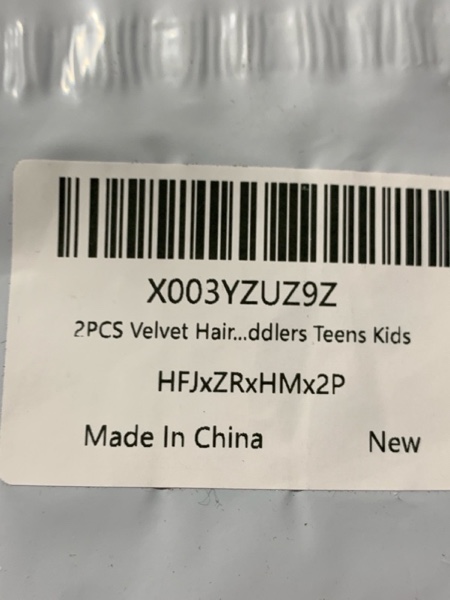 X003YZUZ9Z
2PCS Velvet Hair...ddlers Teens Kids
HFJxZRxHMx2P
Made In China New